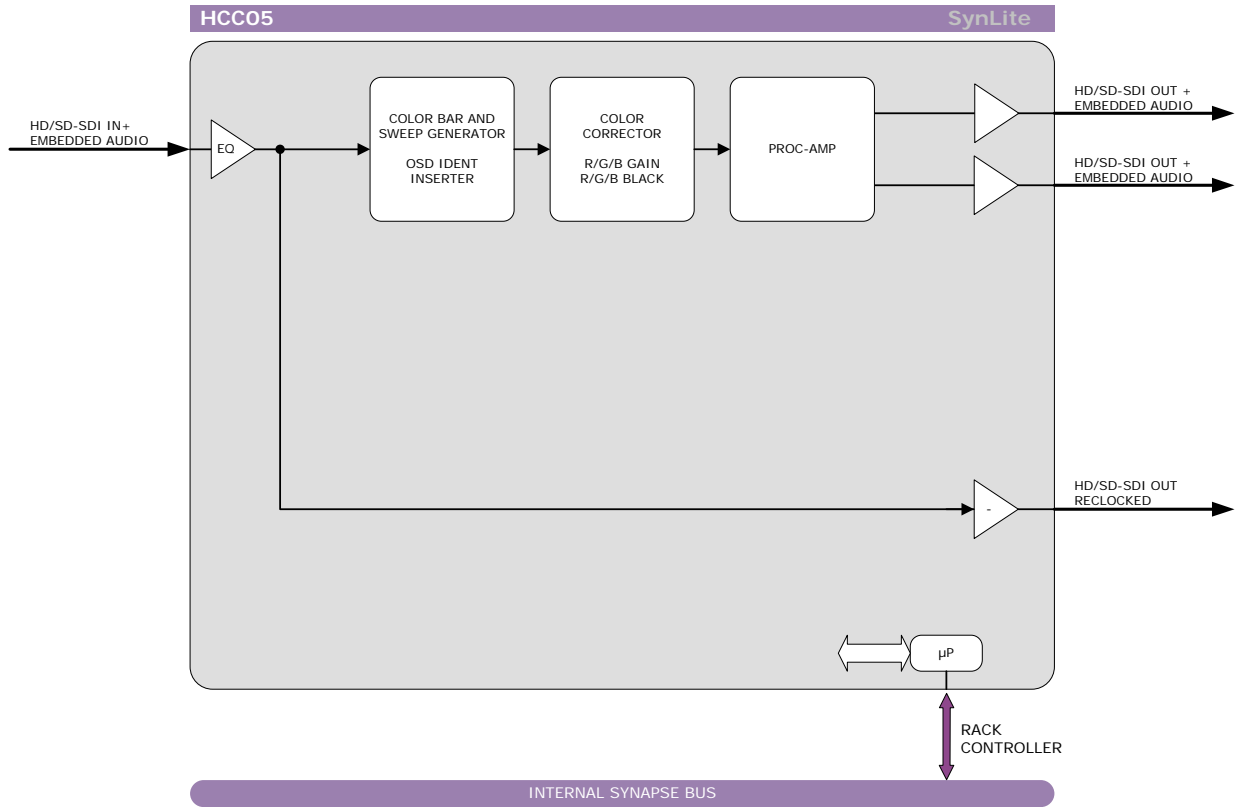 HCC05
SynLite
HD/SD-SDI IN+
EMBEDDED AUDIO
EQ
COLOR BAR AND
SWEEP GENERATOR
OSD IDENT
INSERTER
COLOR
CORRECTOR
R/G/B GAIN
R/G/B BLACK
PROC-AMP
HD/SD-SDI OUT +
EMBEDDED AUDIO
HD/SD-SDI OUT +
EMBEDDED AUDIO
-
HD/SD-SDI OUT
RECLOCKED
µP
RACK
CONTROLLER
INTERNAL SYNAPSE BUS